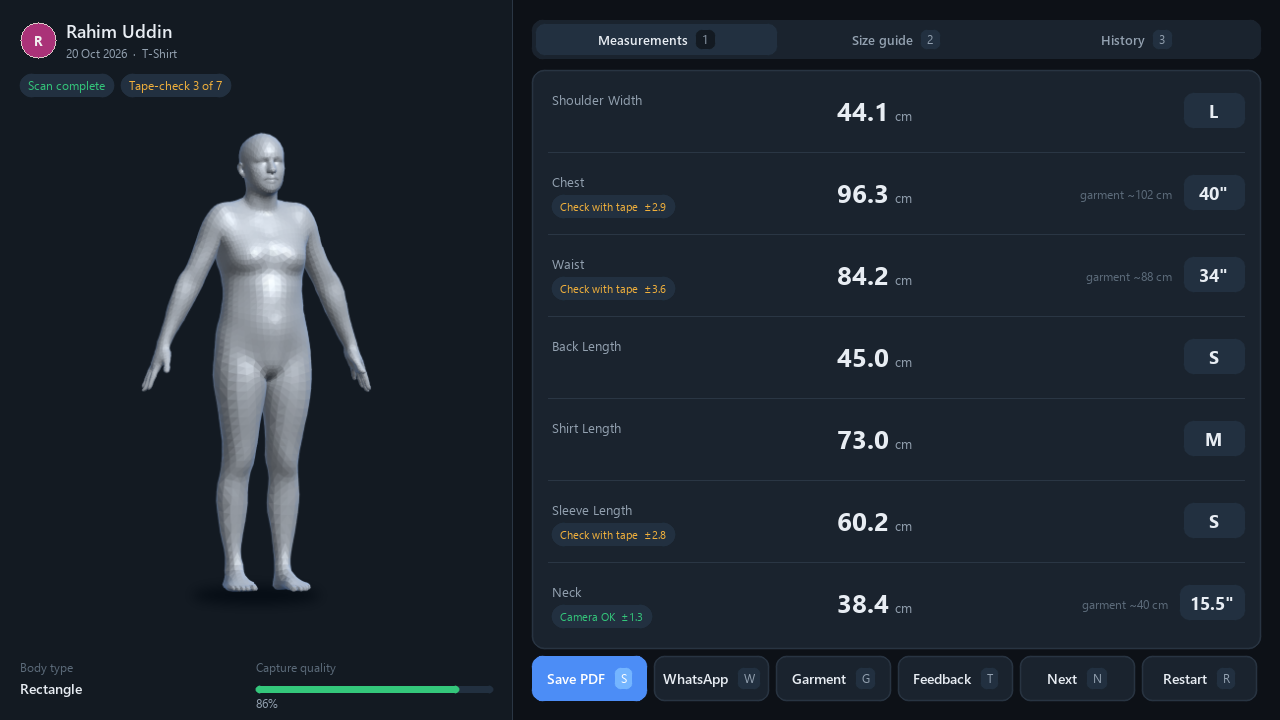 R
Rahim Uddin
20 Oct 2026 · T-Shirt
Scan complete
Tape-check 3 of 7
Body type
Rectangle
Capture quality
86%
Measurements 1
Size guide 2
History 3
Shoulder Width
44.1 cm
L
Chest
Check with tape ±2.9
96.3 cm
garment ~102 cm
40"
Waist
Check with tape ±3.6
84.2 cm
garment ~88 cm
34"
Back Length
45.0 cm
S
Shirt Length
73.0 cm
M
Sleeve Length
Check with tape ±2.8
60.2 cm
S
Neck
Camera OK ±1.3
38.4 cm
garment ~40 cm
15.5"
Save PDF S
WhatsApp W
Garment G
Feedback T
Next N
Restart R